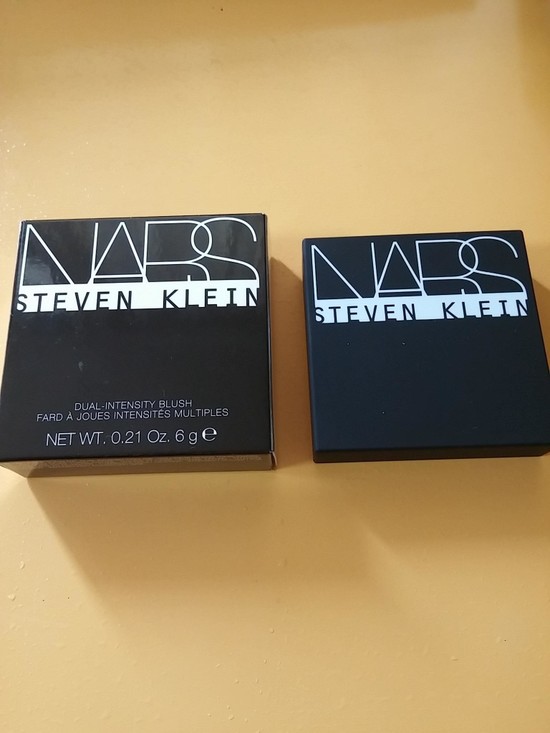 NARS
STEVEN KLEIN
DUAL-INTENSITY BLUSH
FARD À JOUES INTENSITÉS MULTIPLES
NET WT. 0.21 Oz. 6 g ℮
NARS
STEVEN KLEIN